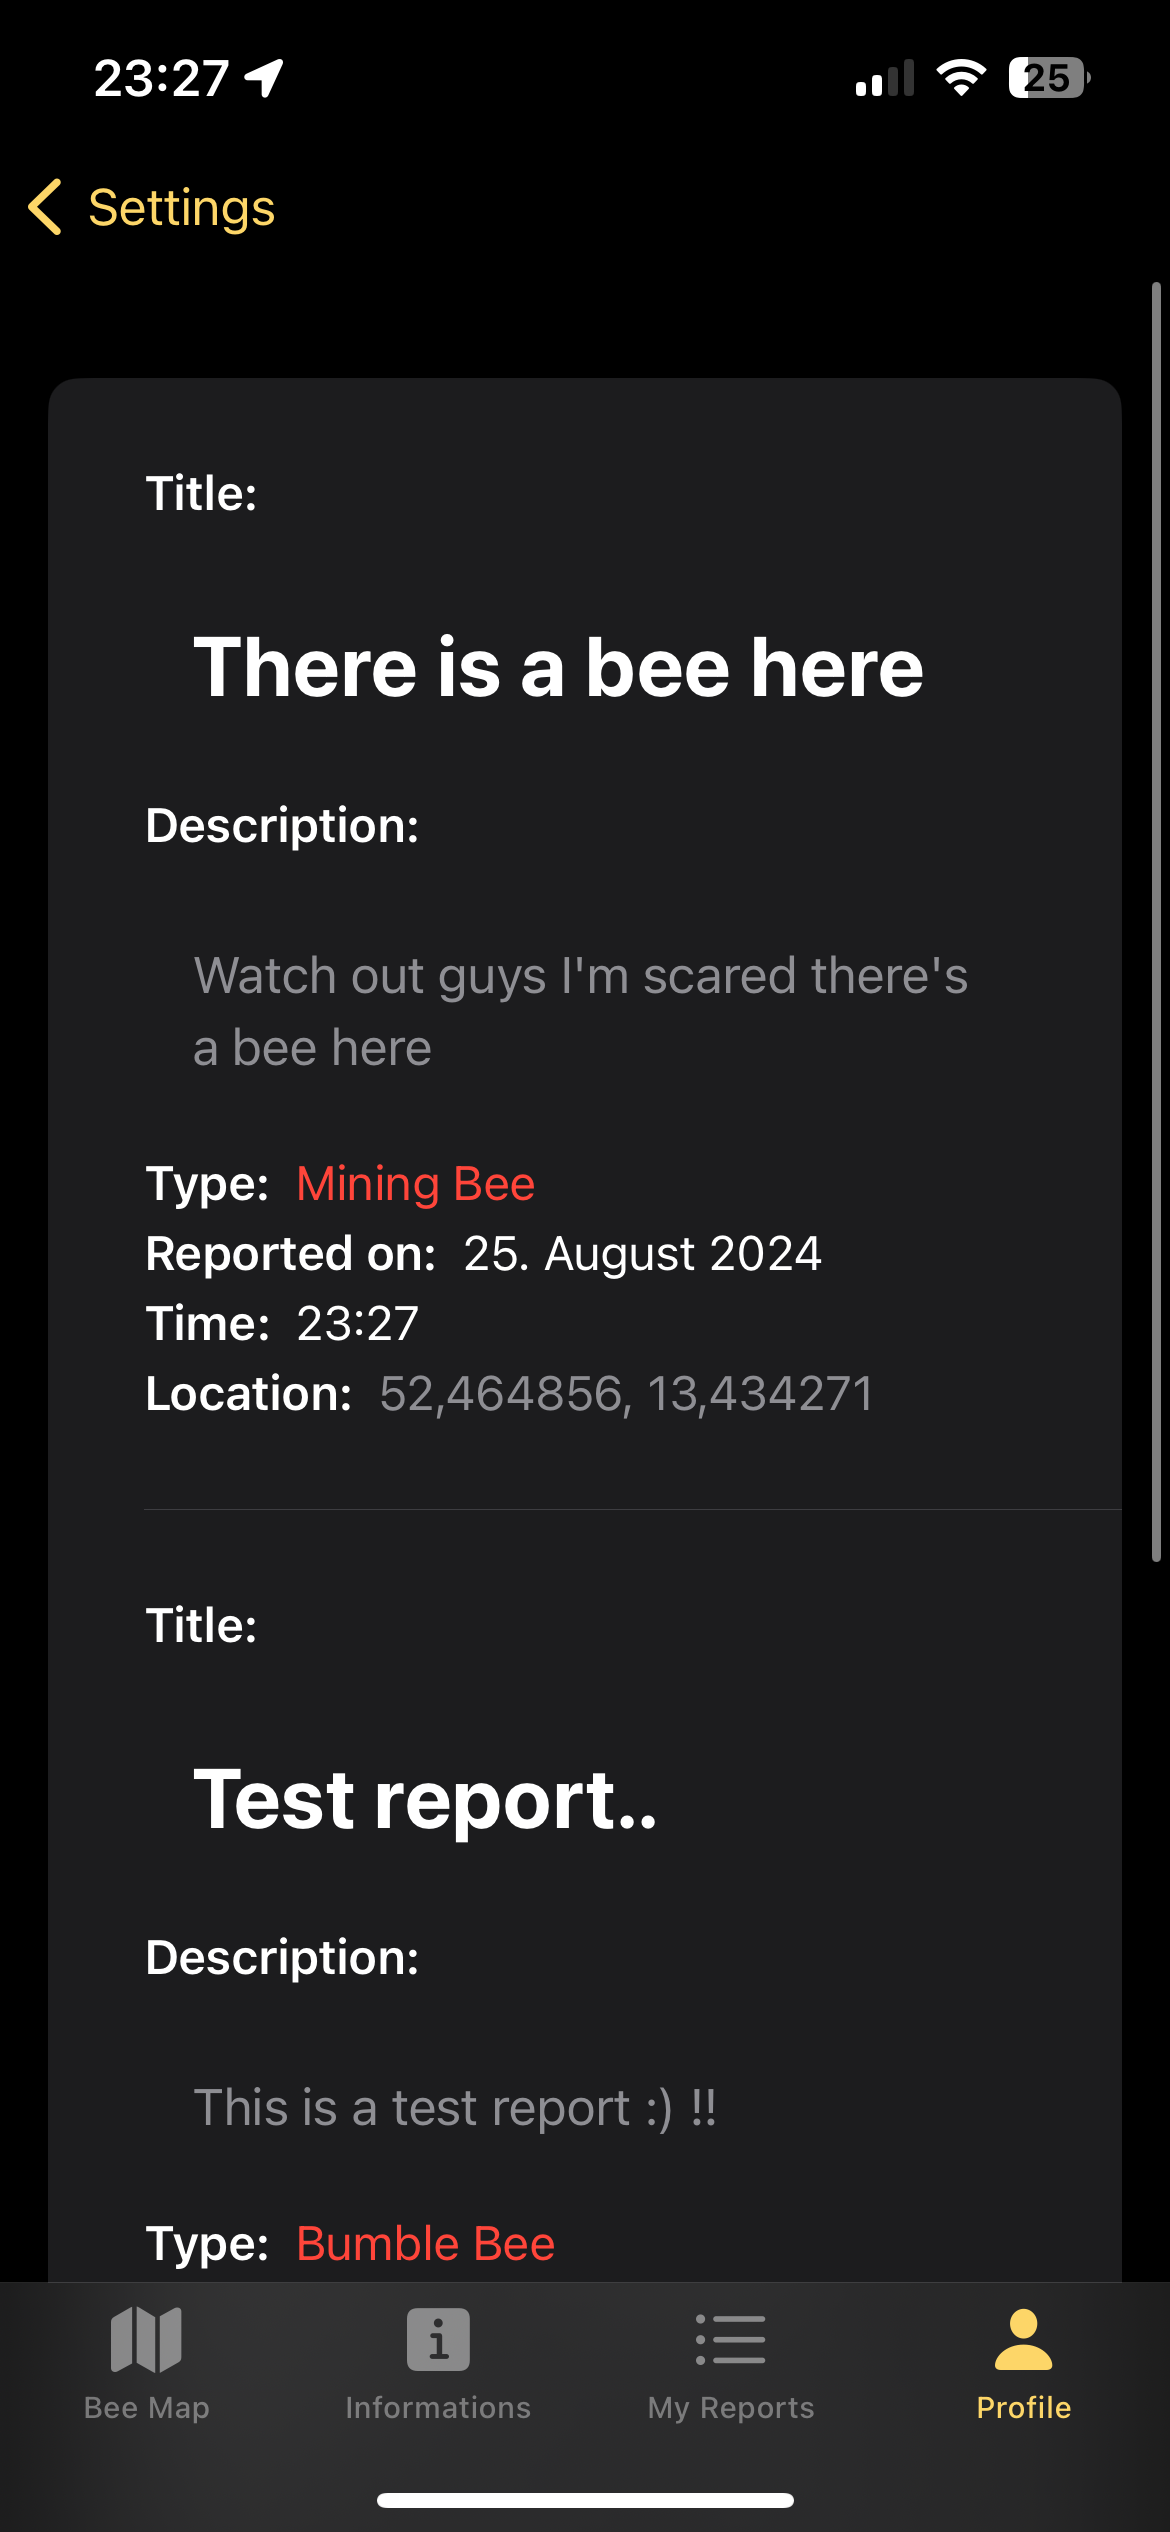 23:27
25
Settings
Title:
There is a bee here
Description:
Watch out guys I'm scared there's
a bee here
Type: Mining Bee
Reported on: 25. August 2024
Time: 23:27
Location: 52,464856, 13,434271
Title:
Test report..
Description:
This is a test report :) !!
Type: Bumble Bee
Bee Map
Informations
My Reports
Profile